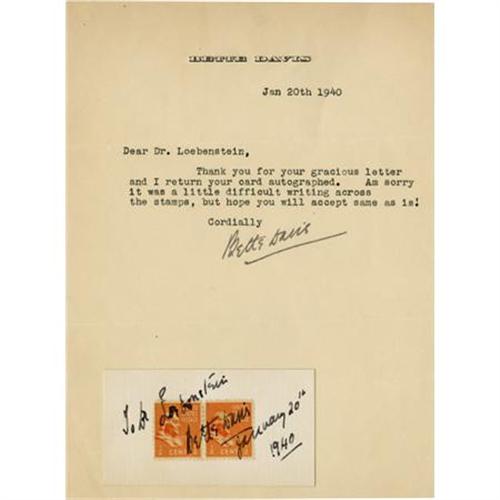 BETTE DAVIS
Jan 20th 1940
Dear Dr. Loebenstein,
Thank you for your gracious letter
and I return your card autographed. Am sorry
it was a little difficult writing across
the stamps, but hope you will accept same as is!
Cordially
Bette Davis
To Dr Loebenstein
Bette Davis
January 20th
1940
CENT
CENT